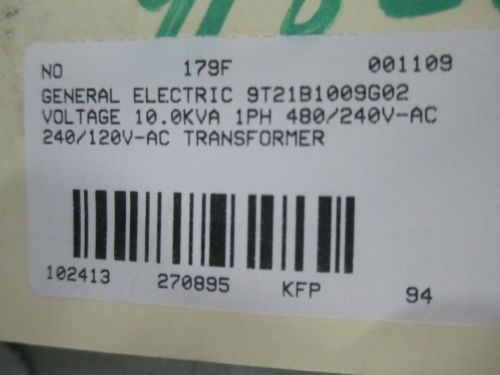 NO 179F 001109
GENERAL ELECTRIC 9T21B1009G02
VOLTAGE 10.0KVA 1PH 480/240V-AC
240/120V-AC TRANSFORMER
102413 270895 KFP 94